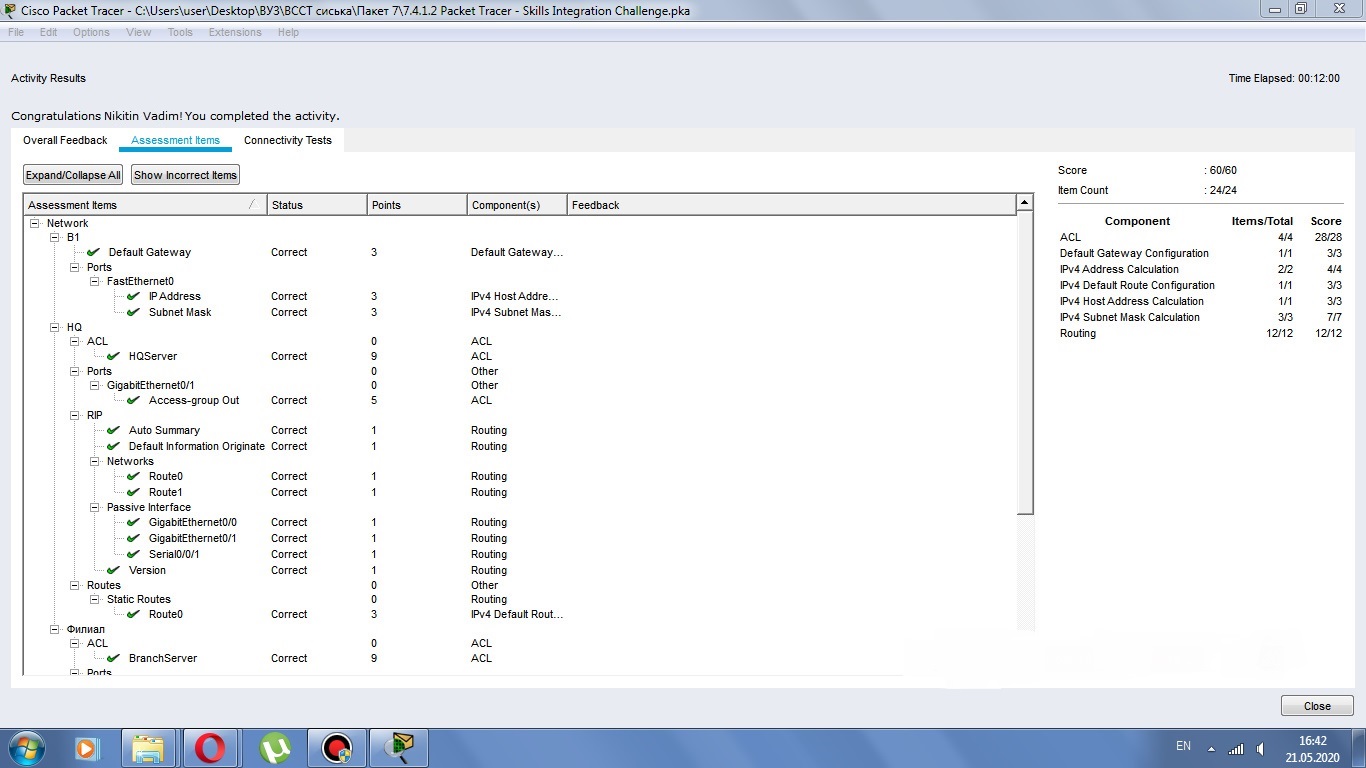 Cisco Packet Tracer - C:\Users\user\Desktop\ВУЗ\ВССТ сиська\Пакет 7\7.4.1.2 Packet Tracer - Skills Integration Challenge.pka
File Edit Options View Tools Extensions Help
Activity Results
Time Elapsed: 00:12:00
Congratulations Nikitin Vadim! You completed the activity.
Overall Feedback Assessment Items Connectivity Tests
Expand/Collapse All Show Incorrect Items
Assessment Items Status Points Component(s) Feedback
Network
B1
Default Gateway Correct 3 Default Gateway...
Ports
FastEthernet0
IP Address Correct 3 IPv4 Host Addre...
Subnet Mask Correct 3 IPv4 Subnet Mas...
HQ
ACL 0 ACL
HQServer Correct 9 ACL
Ports 0 Other
GigabitEthernet0/1 0 Other
Access-group Out Correct 5 ACL
RIP
Auto Summary Correct 1 Routing
Default Information Originate Correct 1 Routing
Networks
Route0 Correct 1 Routing
Route1 Correct 1 Routing
Passive Interface
GigabitEthernet0/0 Correct 1 Routing
GigabitEthernet0/1 Correct 1 Routing
Serial0/0/1 Correct 1 Routing
Version Correct 1 Routing
Routes 0 Other
Static Routes 0 Routing
Route0 Correct 3 IPv4 Default Rout...
Филиал
ACL 0 ACL
BranchServer Correct 9 ACL
Ports
Score : 60/60
Item Count : 24/24
Component Items/Total Score
ACL 4/4 28/28
Default Gateway Configuration 1/1 3/3
IPv4 Address Calculation 2/2 4/4
IPv4 Default Route Configuration 1/1 3/3
IPv4 Host Address Calculation 1/1 3/3
IPv4 Subnet Mask Calculation 3/3 7/7
Routing 12/12 12/12
Close
EN
16:42
21.05.2020